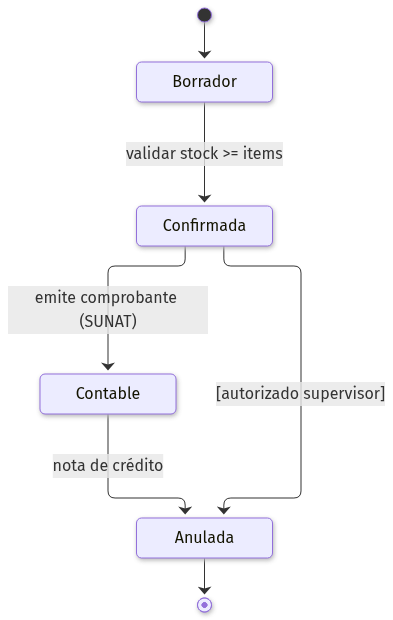 Borrador
validar stock >= items
Confirmada
emite comprobante
(SUNAT)
Contable
[autorizado supervisor]
nota de crédito
Anulada